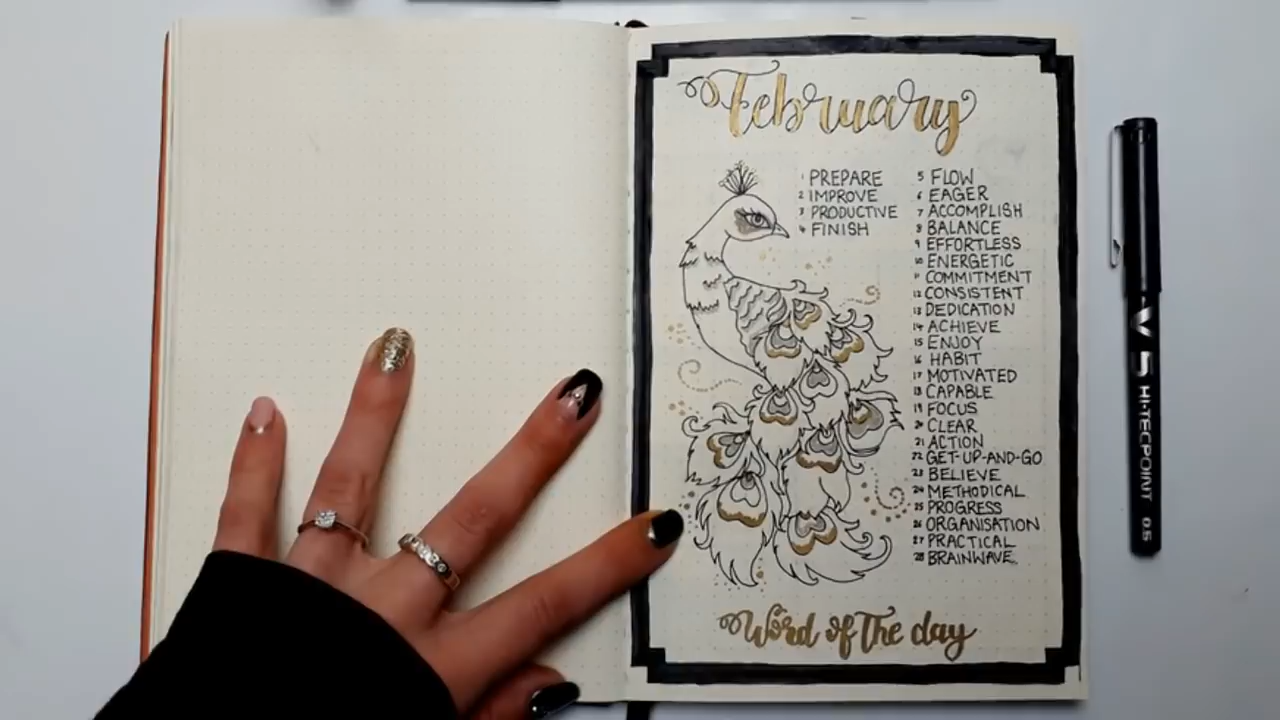 February
1 PREPARE
2 IMPROVE
3 PRODUCTIVE
4 FINISH
5 FLOW
6 EAGER
7 ACCOMPLISH
8 BALANCE
9 EFFORTLESS
10 ENERGETIC
11 COMMITMENT
12 CONSISTENT
13 DEDICATION
14 ACHIEVE
15 ENJOY
16 HABIT
17 MOTIVATED
18 CAPABLE
19 FOCUS
20 CLEAR
21 ACTION
22 GET-UP-AND-GO
23 BELIEVE
24 METHODICAL
25 PROGRESS
26 ORGANISATION
27 PRACTICAL
28 BRAINWAVE
Word of The day
V5 HI-TECPOINT 0.5